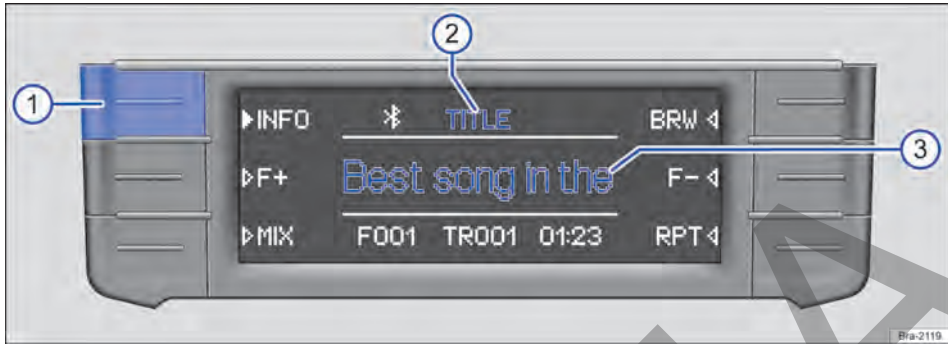 2
1
▶INFO TITLE BRW ◁
3
▷F+ Best song in the F- ◁
▷MIX F001 TR001 01:23 RPT ◁
Bra-2119
A